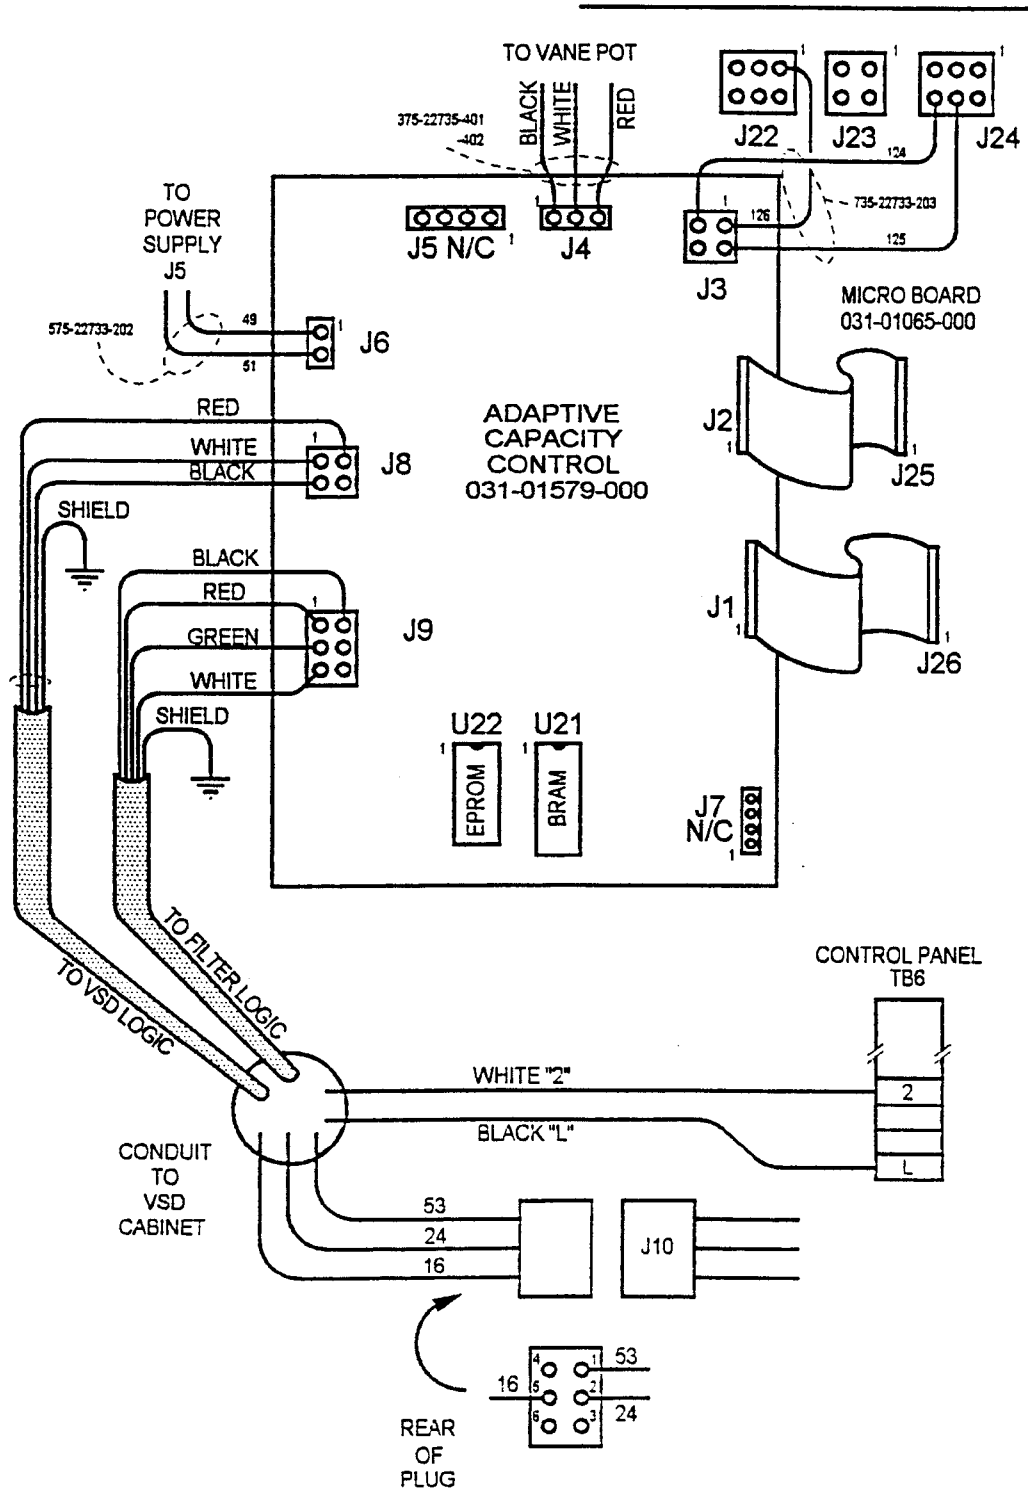 TO VANE POT
BLACK
WHITE
RED
375-22735-401
-402
1
J22
1
J23
1
J24
124
126
125
735-22733-203
TO
POWER
SUPPLY
J5
1
J5 N/C
1
J4
1
J3
MICRO BOARD
031-01065-000
575-22733-202
49
51
1
J6
RED
WHITE
BLACK
1
J8
SHIELD
ADAPTIVE
CAPACITY
CONTROL
031-01579-000
J2
1
1
J25
BLACK
RED
GREEN
WHITE
SHIELD
1
J9
J1
1
1
J26
U22
1
EPROM
U21
1
BRAM
J7
N/C
1
TO FILTER LOGIC
TO VSD LOGIC
CONTROL PANEL
TB6
2
L
WHITE "2"
BLACK "L"
CONDUIT
TO
VSD
CABINET
53
24
16
J10
4 1 53
16 5 2
6 3 24
REAR
OF
PLUG